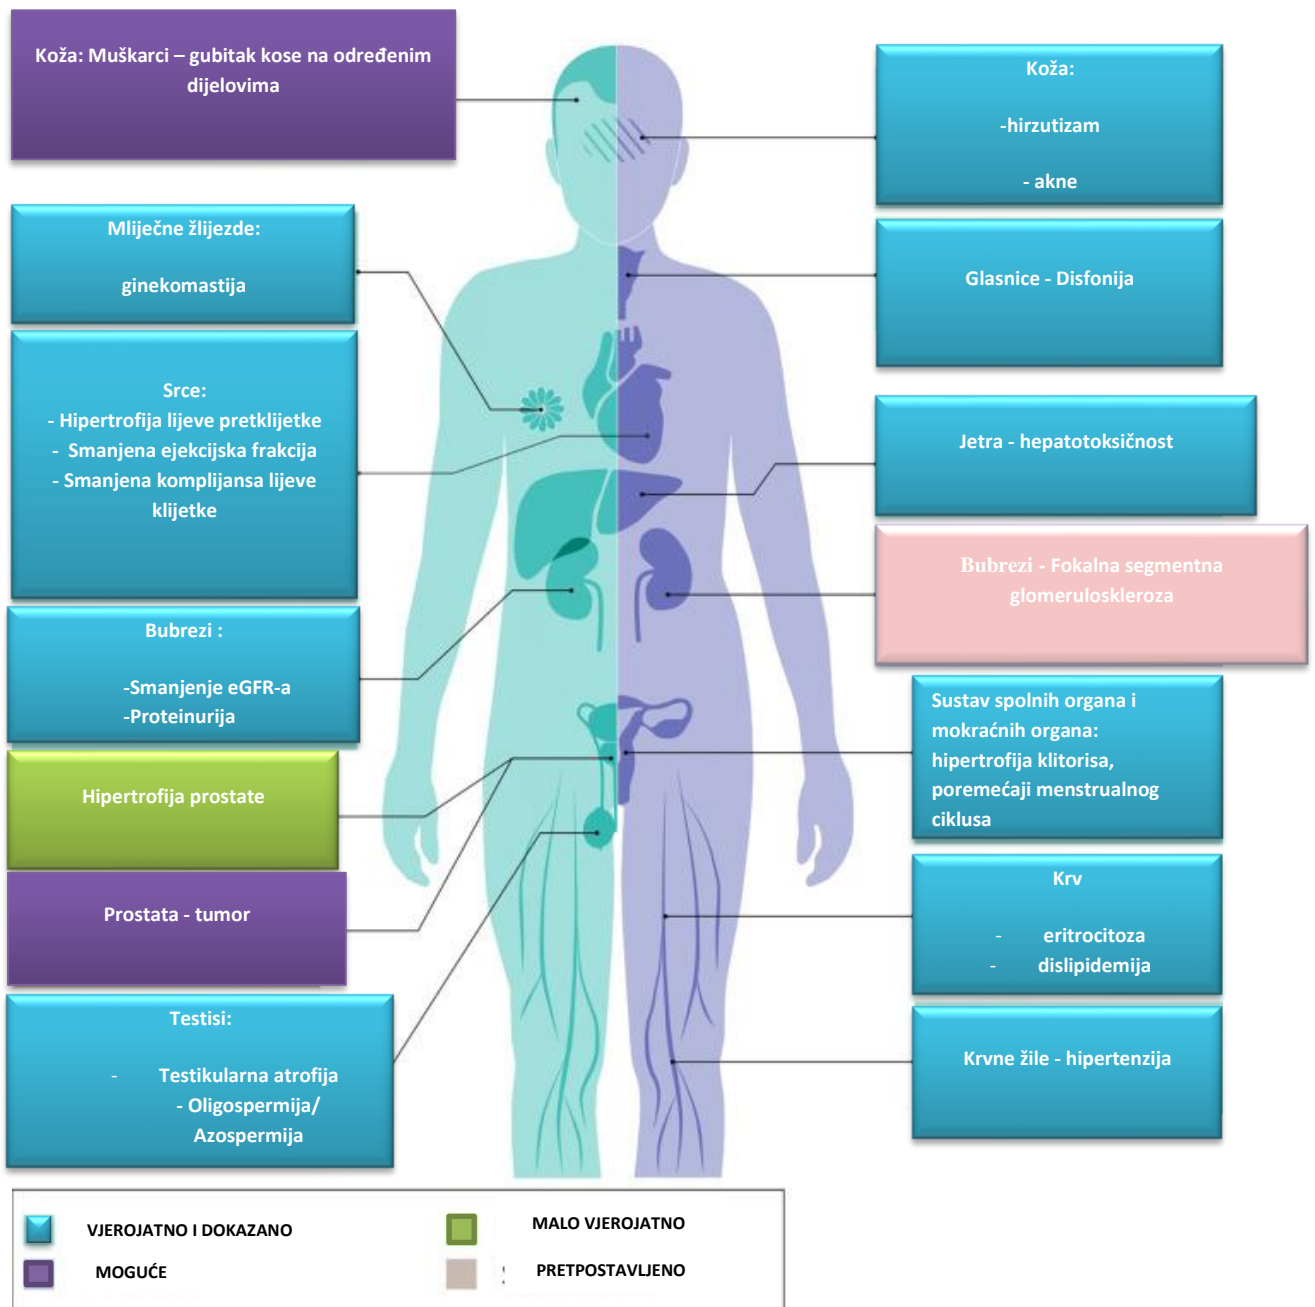 Koža: Muškarci – gubitak kose na određenim
dijelovima
Mliječne žlijezde:
ginekomastija
Srce:
- Hipertrofija lijeve pretklijetke
- Smanjena ejekcijska frakcija
- Smanjena komplijansa lijeve
klijetke
Bubrezi :
-Smanjenje eGFR-a
-Proteinurija
Hipertrofija prostate
Prostata - tumor
Testisi:
- Testikularna atrofija
- Oligospermija/
Azospermija
Koža:
-hirzutizam
- akne
Glasnice - Disfonija
Jetra - hepatotoksičnost
Bubrezi - Fokalna segmentna
glomeruloskleroza
Sustav spolnih organa i
mokraćnih organa:
hipertrofija klitorisa,
poremećaji menstrualnog
ciklusa
Krv
- eritrocitoza
- dislipidemija
Krvne žile - hipertenzija
VJEROJATNO I DOKAZANO
MALO VJEROJATNO
MOGUĆE
PRETPOSTAVLJENO